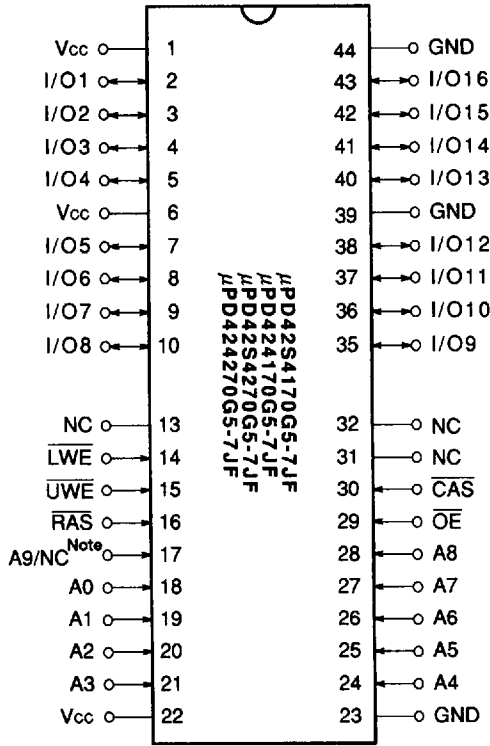 Vcc 1 44 GND
I/O1 2 43 I/O16
I/O2 3 42 I/O15
I/O3 4 41 I/O14
I/O4 5 40 I/O13
Vcc 6 39 GND
I/O5 7 38 I/O12
I/O6 8 37 I/O11
I/O7 9 36 I/O10
I/O8 10 35 I/O9
μPD42S4170G5-7JF
μPD424170G5-7JF
μPD42S4270G5-7JF
μPD424270G5-7JF
NC 13 32 NC
LWE 14 31 NC
UWE 15 30 CAS
RAS 16 29 OE
A9/NC Note 17 28 A8
A0 18 27 A7
A1 19 26 A6
A2 20 25 A5
A3 21 24 A4
Vcc 22 23 GND